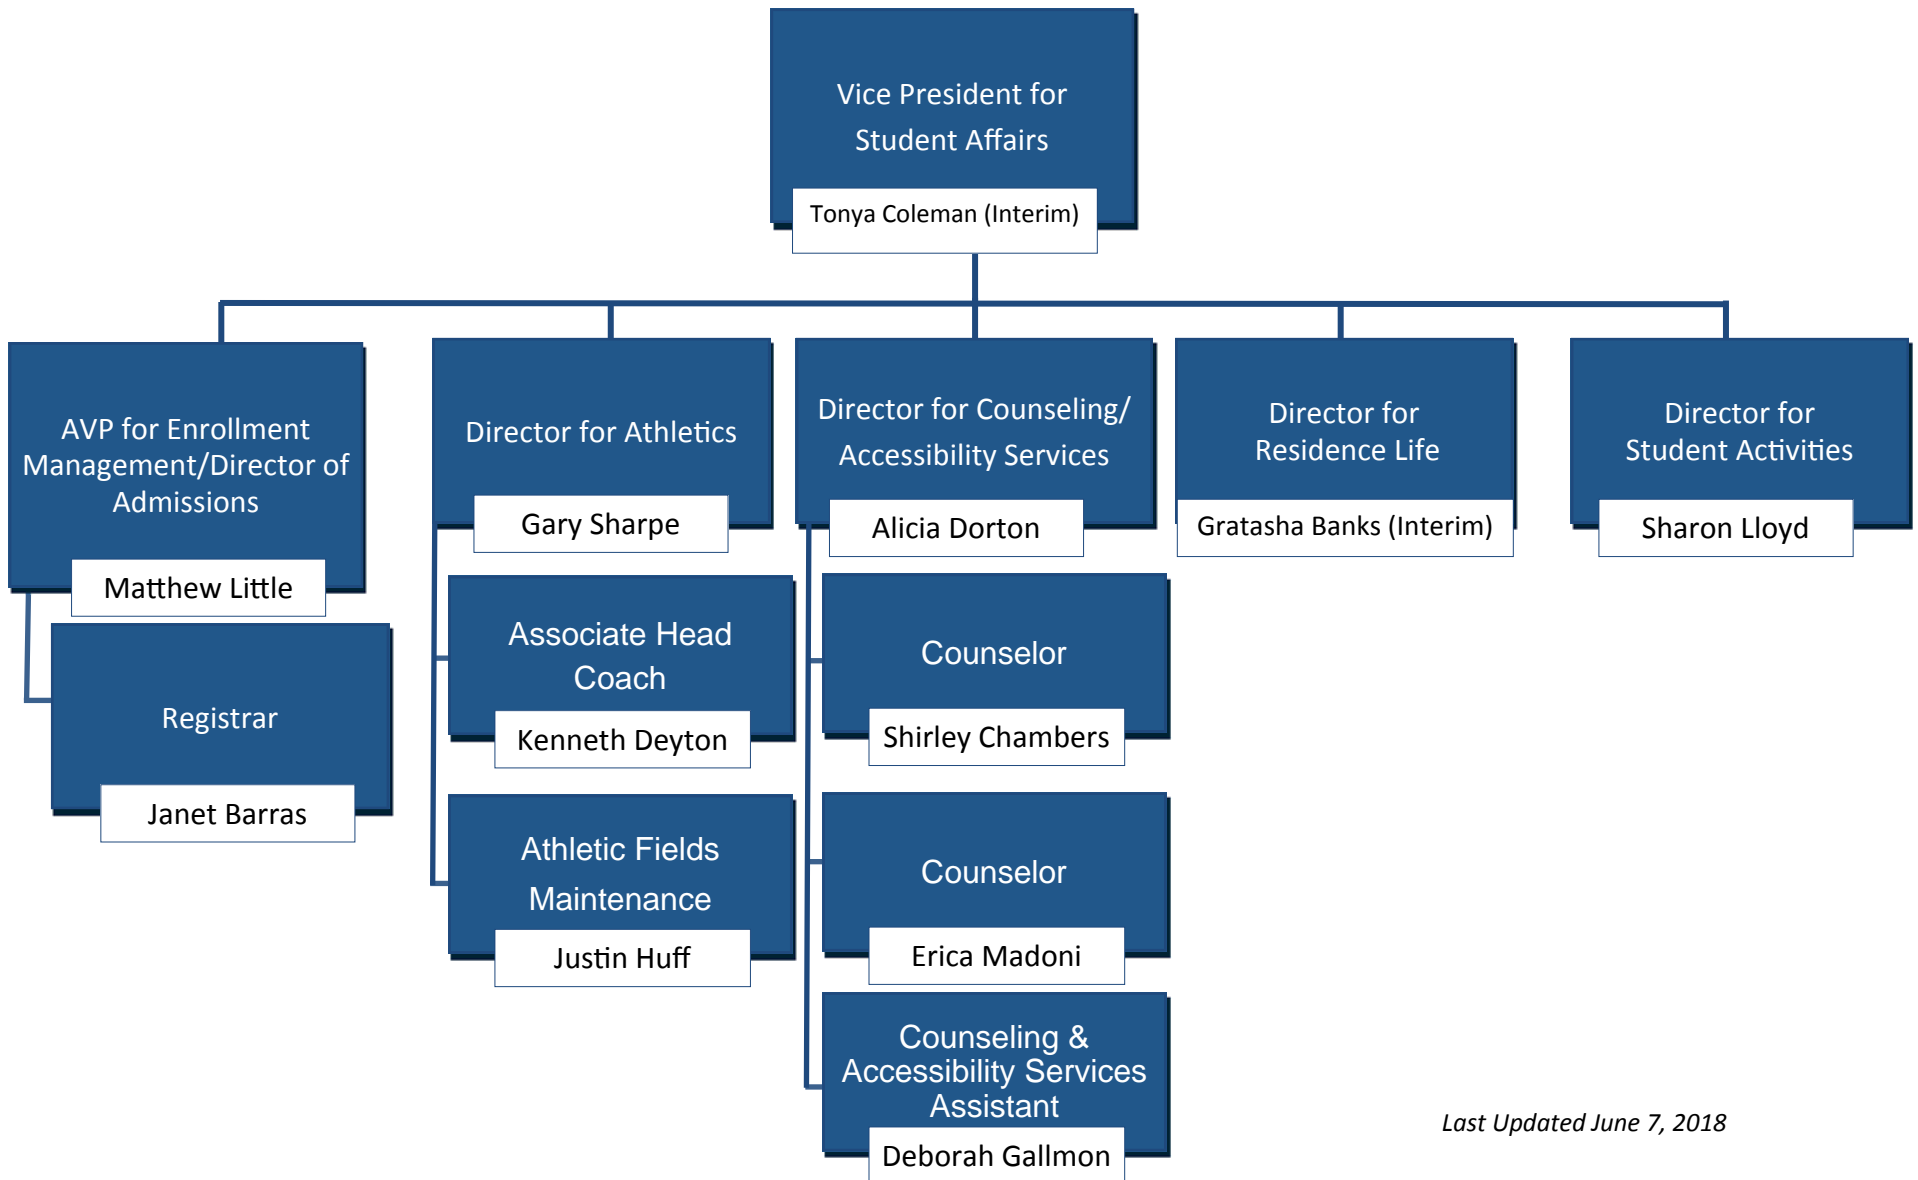 Vice President for
Student Affairs
Tonya Coleman (Interim)
AVP for Enrollment
Management/Director of
Admissions
Matthew Little
Registrar
Janet Barras
Director for Athletics
Gary Sharpe
Associate Head
Coach
Kenneth Deyton
Athletic Fields
Maintenance
Justin Huff
Director for Counseling/
Accessibility Services
Alicia Dorton
Counselor
Shirley Chambers
Counselor
Erica Madoni
Counseling &
Accessibility Services
Assistant
Deborah Gallmon
Director for
Residence Life
Gratasha Banks (Interim)
Director for
Student Activities
Sharon Lloyd
Last Updated June 7, 2018